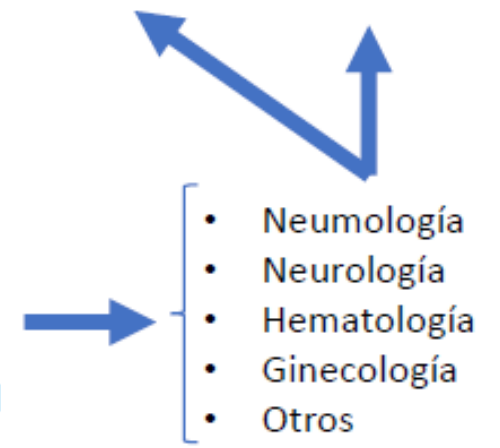 • Neumología
• Neurología
• Hematología
• Ginecología
• Otros